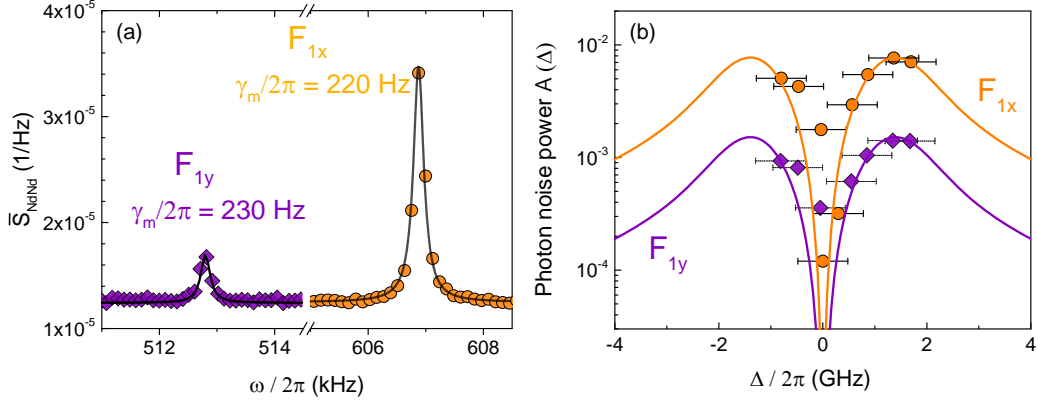 (a)
F1x
γm/2π = 220 Hz
F1y
γm/2π = 230 Hz
S̅NdNd (1/Hz)
4x10-5
3x10-5
2x10-5
1x10-5
512 514 606 608
ω / 2π (kHz)
(b)
F1x
F1y
Photon noise power A (Δ)
10-2
10-3
10-4
-4 -2 0 2 4
Δ / 2π (GHz)